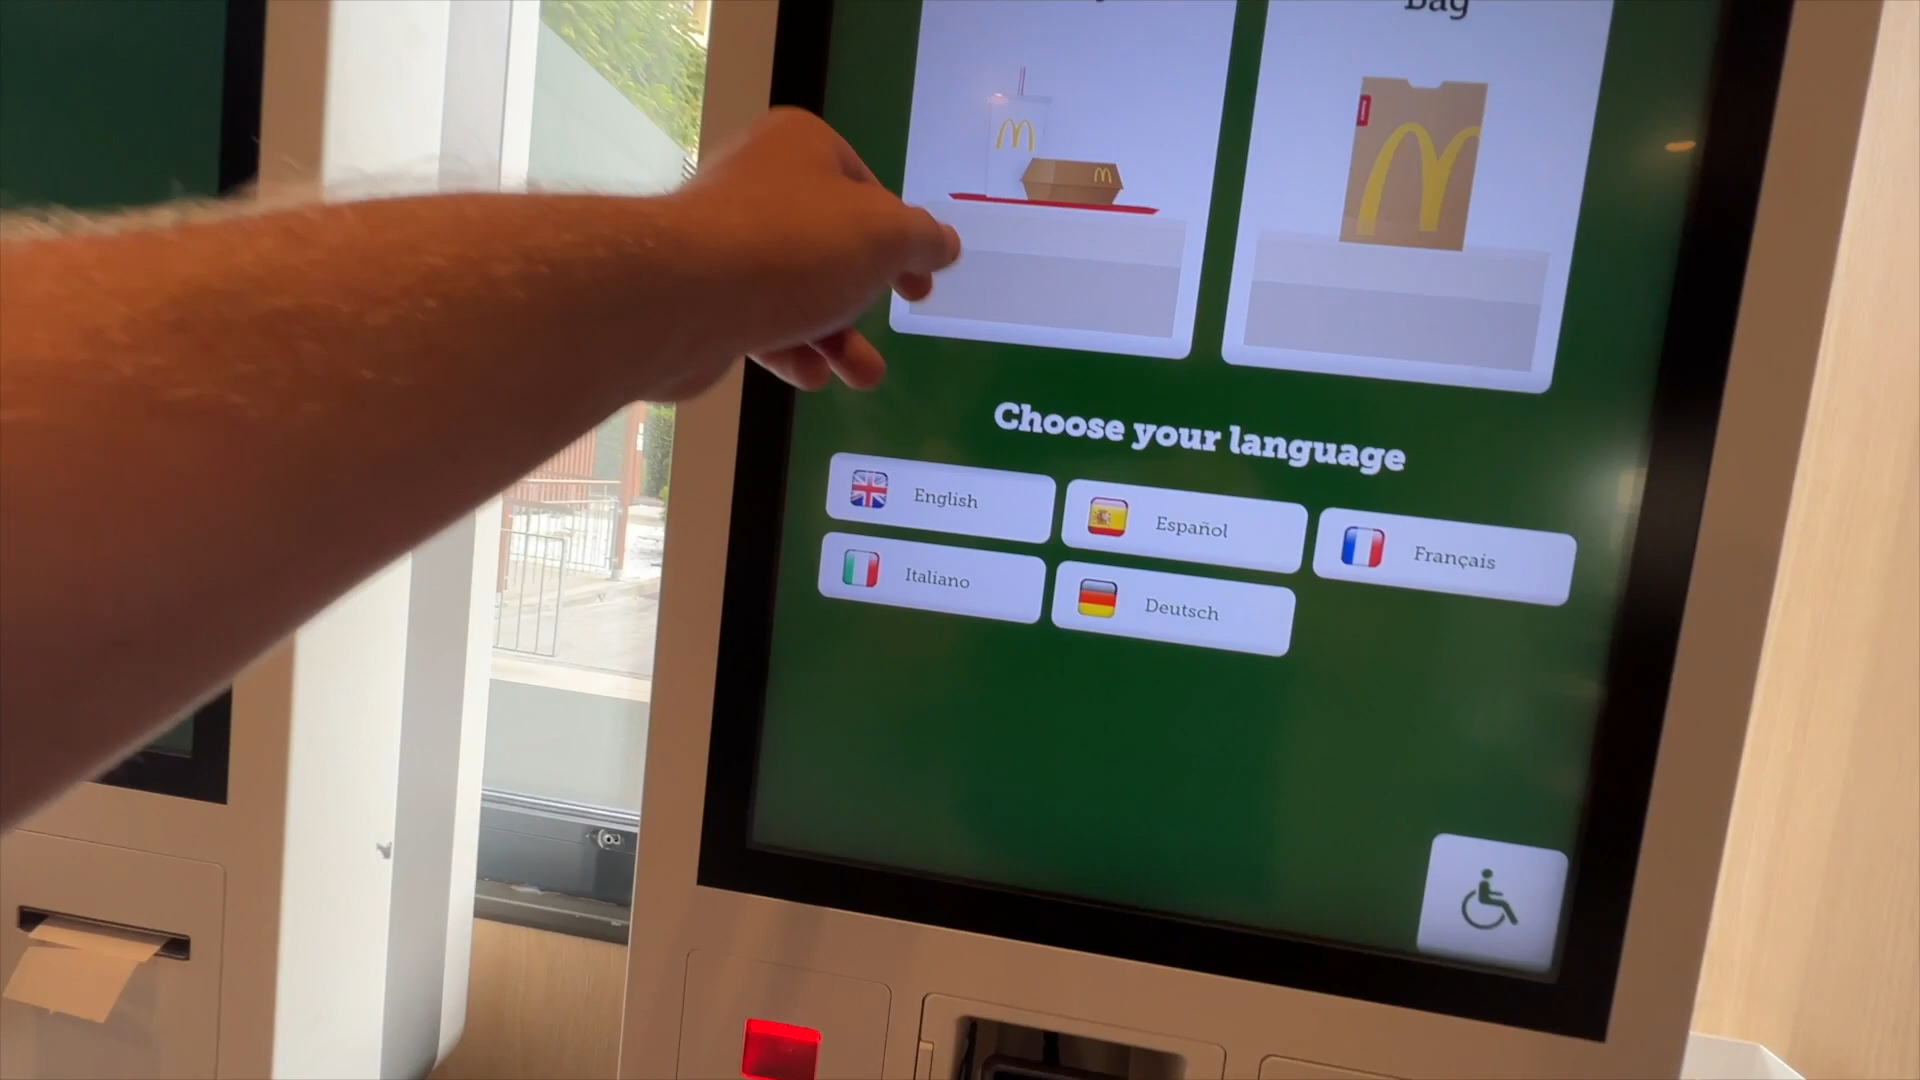 Bag
Choose your language
English
Español
Français
Italiano
Deutsch